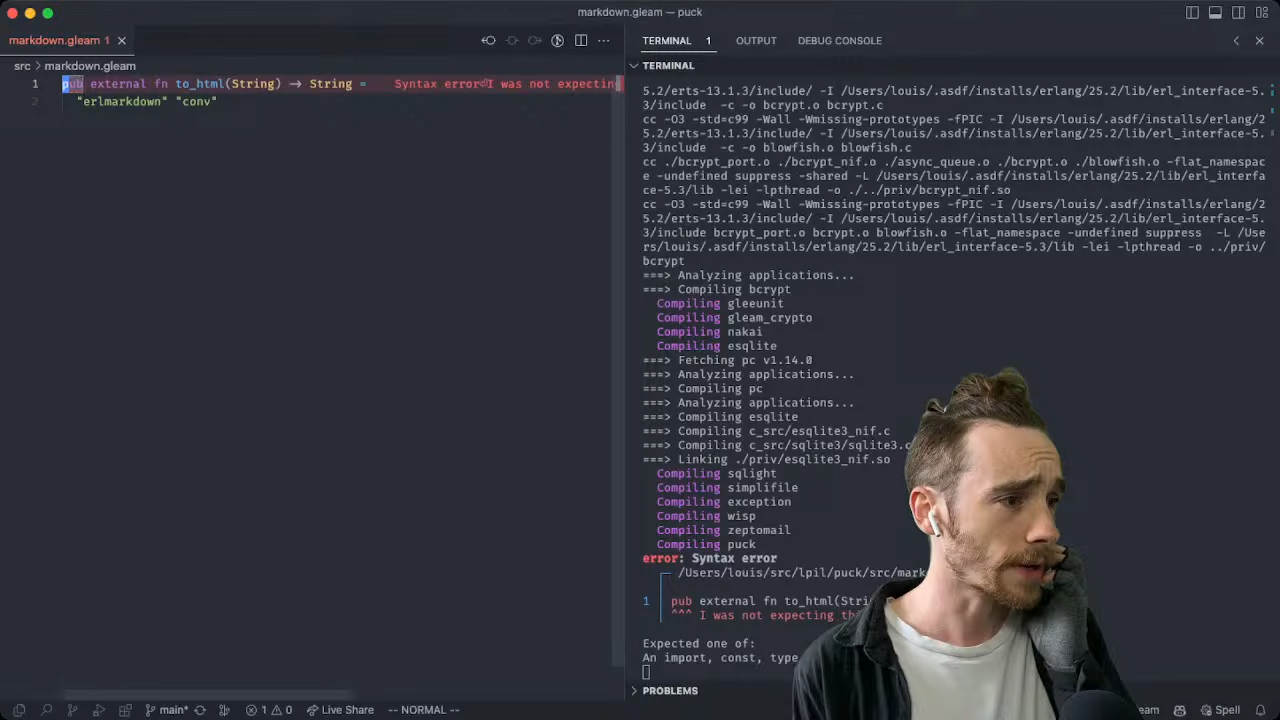 markdown.gleam — puck
markdown.gleam 1
src > markdown.gleam
1 pub external fn to_html(String) -> String = Syntax error I was not expectin
2 "erlmarkdown" "conv"
TERMINAL 1 OUTPUT DEBUG CONSOLE
TERMINAL
5.2/erts-13.1.3/include/ -I /Users/louis/.asdf/installs/erlang/25.2/lib/erl_interface-5.
3/include -c -o bcrypt.o bcrypt.c
cc -O3 -std=c99 -Wall -Wmissing-prototypes -fPIC -I /Users/louis/.asdf/installs/erlang/2
5.2/erts-13.1.3/include/ -I /Users/louis/.asdf/installs/erlang/25.2/lib/erl_interface-5.
3/include -c -o blowfish.o blowfish.c
cc ./bcrypt_port.o ./bcrypt_nif.o ./async_queue.o ./bcrypt.o ./blowfish.o -flat_namespac
e -undefined suppress -shared -L /Users/louis/.asdf/installs/erlang/25.2/lib/erl_interfa
ce-5.3/lib -lei -lpthread -o ./../priv/bcrypt_nif.so
cc -O3 -std=c99 -Wall -Wmissing-prototypes -fPIC -I /Users/louis/.asdf/installs/erlang/2
5.2/erts-13.1.3/include/ -I /Users/louis/.asdf/installs/erlang/25.2/lib/erl_interface-5.
3/include bcrypt_port.o bcrypt.o blowfish.o -flat_namespace -undefined suppress -L /Use
rs/louis/.asdf/installs/erlang/25.2/lib/erl_interface-5.3/lib -lei -lpthread -o ../priv/
bcrypt
===> Analyzing applications...
===> Compiling bcrypt
Compiling gleeunit
Compiling gleam_crypto
Compiling nakai
Compiling esqlite
===> Fetching pc v1.14.0
===> Analyzing applications...
===> Compiling pc
===> Analyzing applications...
===> Compiling esqlite
===> Compiling c_src/esqlite3_nif.c
===> Compiling c_src/sqlite3/sqlite3.c
===> Linking ./priv/esqlite3_nif.so
Compiling sqlight
Compiling simplifile
Compiling exception
Compiling wisp
Compiling zeptomail
Compiling puck
error: Syntax error
/Users/louis/src/lpil/puck/src/mark
1 pub external fn to_html(Stri
^^^ I was not expecting th
Expected one of:
An import, const, type
PROBLEMS
main* 1 0 Live Share -- NORMAL -- eam Spell